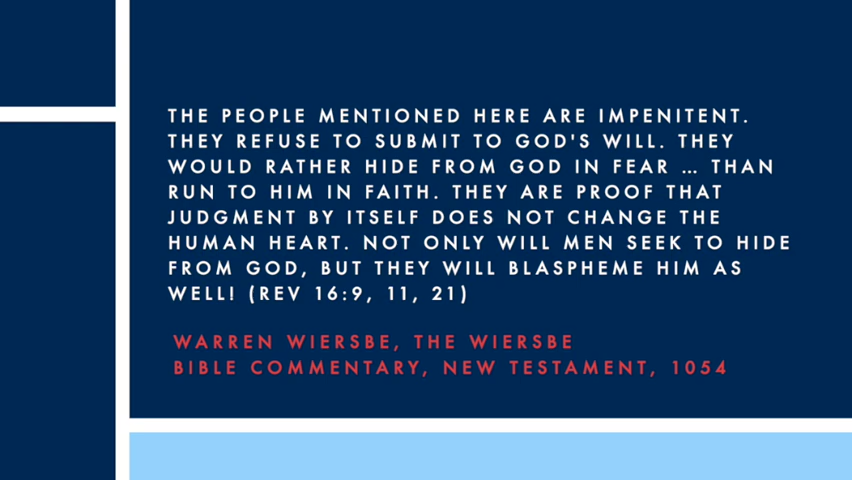 THE PEOPLE MENTIONED HERE ARE IMPENITENT.
THEY REFUSE TO SUBMIT TO GOD'S WILL. THEY
WOULD RATHER HIDE FROM GOD IN FEAR ... THAN
RUN TO HIM IN FAITH. THEY ARE PROOF THAT
JUDGMENT BY ITSELF DOES NOT CHANGE THE
HUMAN HEART. NOT ONLY WILL MEN SEEK TO HIDE
FROM GOD, BUT THEY WILL BLASPHEME HIM AS
WELL! (REV 16:9, 11, 21)
WARREN WIERSBE, THE WIERSBE
BIBLE COMMENTARY, NEW TESTAMENT, 1054